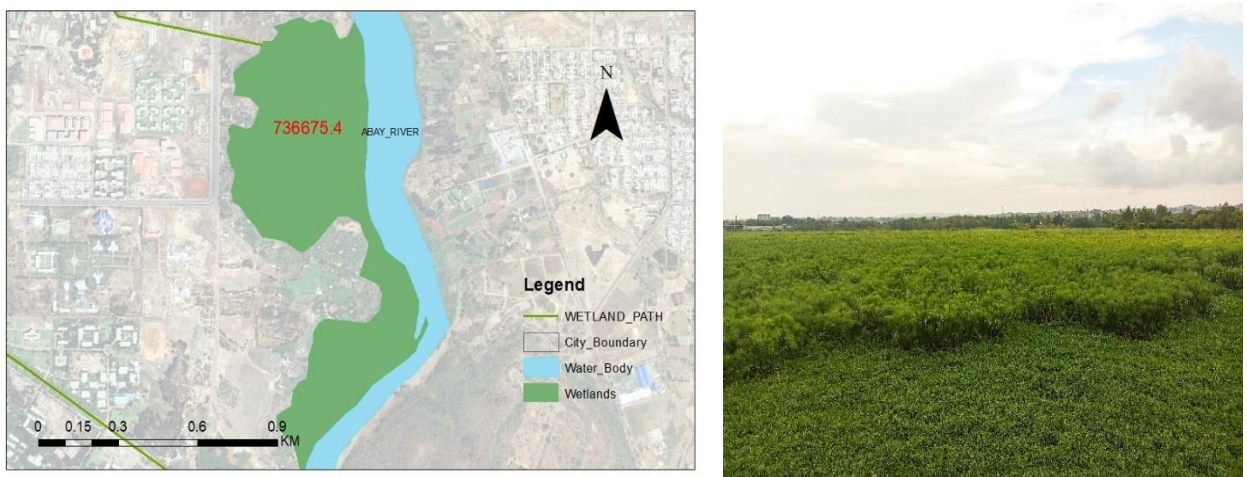 736675.4
ABAY_RIVER
N
Legend
WETLAND_PATH
City_Boundary
Water_Body
Wetlands
0 0.15 0.3 0.6 0.9
KM